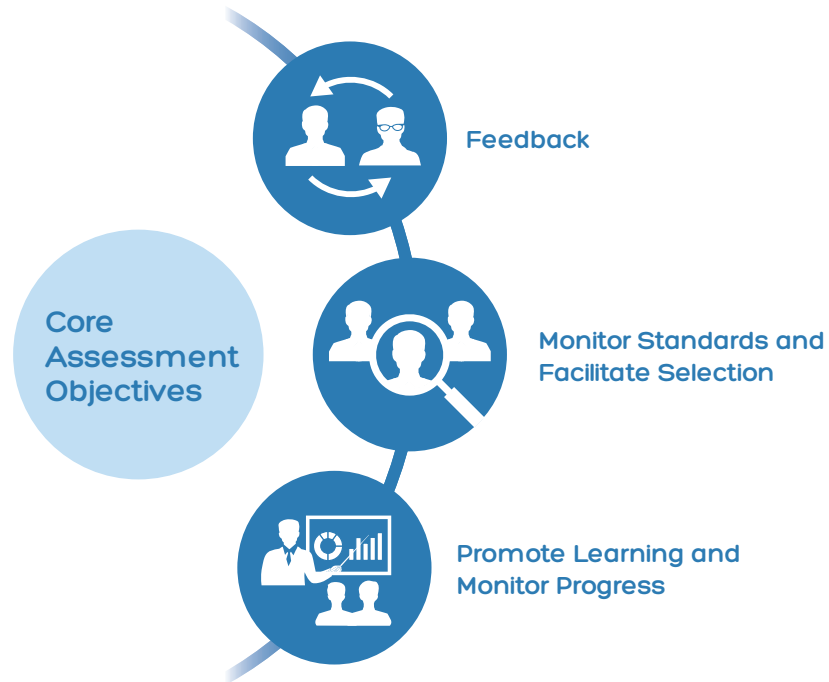 Core
Assessment
Objectives
Feedback
Monitor Standards and
Facilitate Selection
Promote Learning and
Monitor Progress